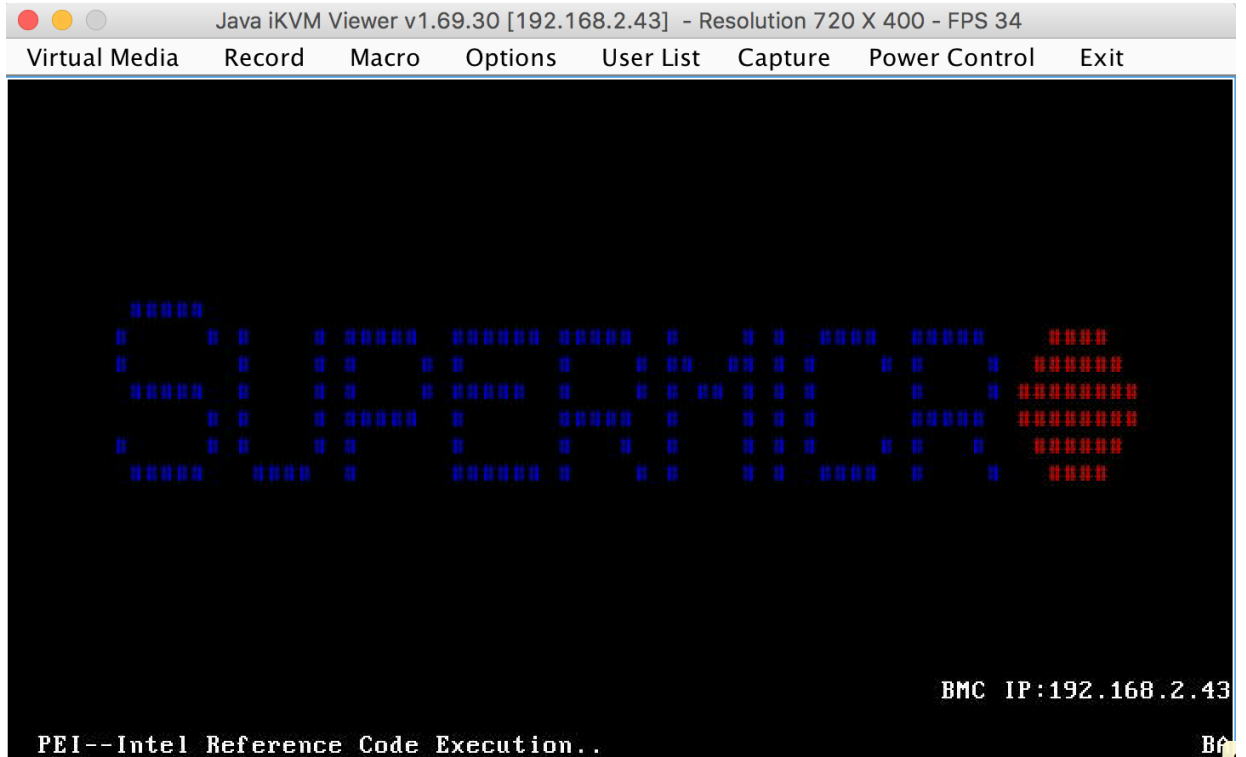 Java iKVM Viewer v1.69.30 [192.168.2.43] - Resolution 720 X 400 - FPS 34
Virtual Media Record Macro Options User List Capture Power Control Exit
SUPERMICR
BMC IP:192.168.2.43
PEI--Intel Reference Code Execution..